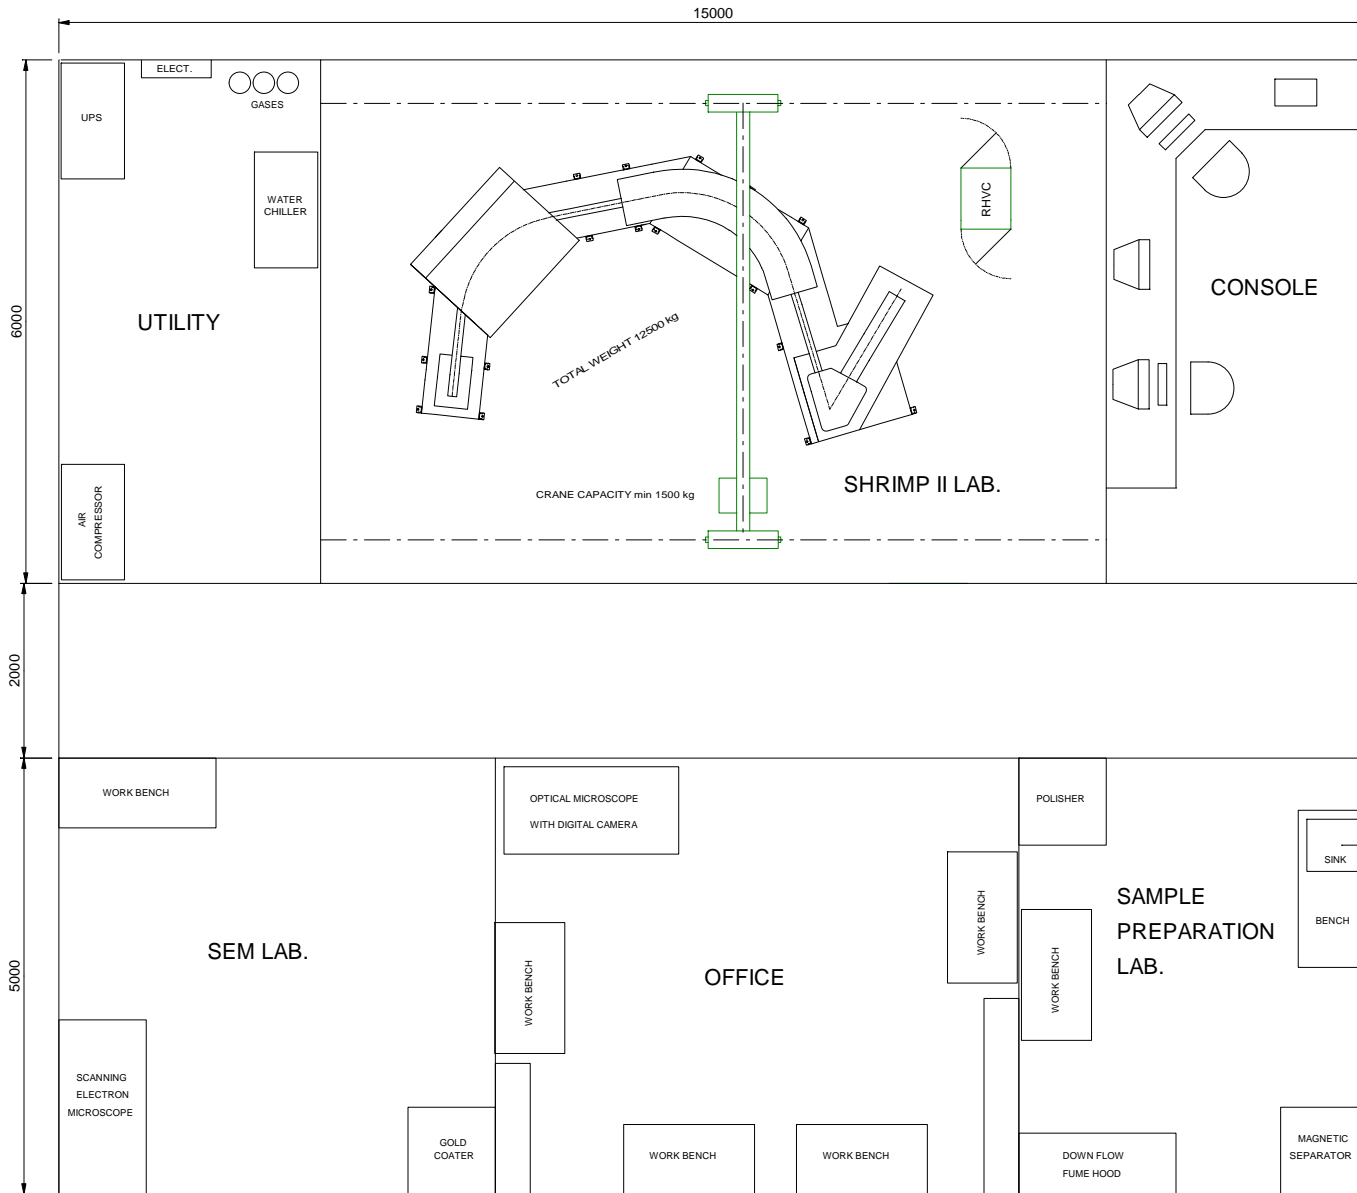 15000
ELECT.
GASES
UPS
WATER
CHILLER
RHVC
6000
UTILITY
CONSOLE
TOTAL WEIGHT 12500 kg
CRANE CAPACITY min 1500 kg
SHRIMP II LAB.
AIR
COMPRESSOR
2000
WORK BENCH
OPTICAL MICROSCOPE
WITH DIGITAL CAMERA
POLISHER
SINK
SAMPLE
PREPARATION
LAB.
BENCH
WORK BENCH
WORK BENCH
WORK BENCH
SEM LAB.
OFFICE
5000
SCANNING
ELECTRON
MICROSCOPE
GOLD
COATER
WORK BENCH
WORK BENCH
DOWN FLOW
FUME HOOD
MAGNETIC
SEPARATOR